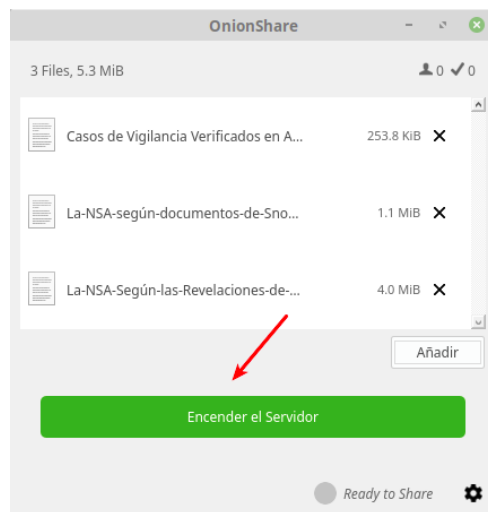 OnionShare
3 Files, 5.3 MiB 0 0
Casos de Vigilancia Verificados en A... 253.8 KiB
La-NSA-según-documentos-de-Sno... 1.1 MiB
La-NSA-Según-las-Revelaciones-de-... 4.0 MiB
Añadir
Encender el Servidor
Ready to Share